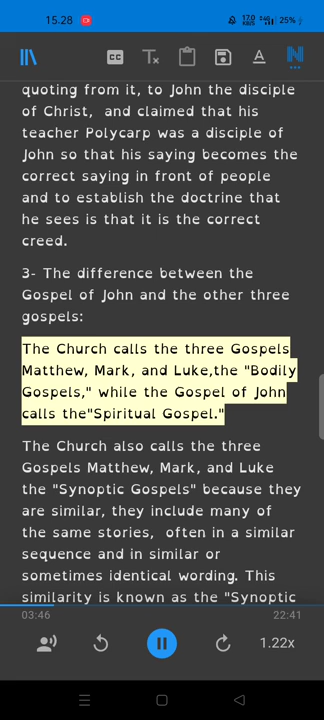 15.28
17.0 KB/S
25%
CC
quoting from it, to John the disciple
of Christ, and claimed that his
teacher Polycarp was a disciple of
John so that his saying becomes the
correct saying in front of people
and to establish the doctrine that
he sees is that it is the correct
creed.
3- The difference between the
Gospel of John and the other three
gospels:
The Church calls the three Gospels
Matthew, Mark, and Luke,the "Bodily
Gospels," while the Gospel of John
calls the"Spiritual Gospel."
The Church also calls the three
Gospels Matthew, Mark, and Luke
the "Synoptic Gospels" because they
are similar, they include many of
the same stories, often in a similar
sequence and in similar or
sometimes identical wording. This
similarity is known as the "Synoptic
03:46
22:41
1.22x